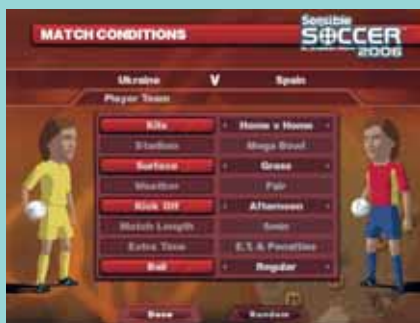 MATCH CONDITIONS
Sensible
SOCCER
2006
Ukraine V Spain
Player Team
Kits Home v Home
Stadium Mega Bowl
Surface Grass
Weather Fair
Kick Off Afternoon
Match Length 5min
Extra Time E.T. & Penalties
Ball Regular
Done Random